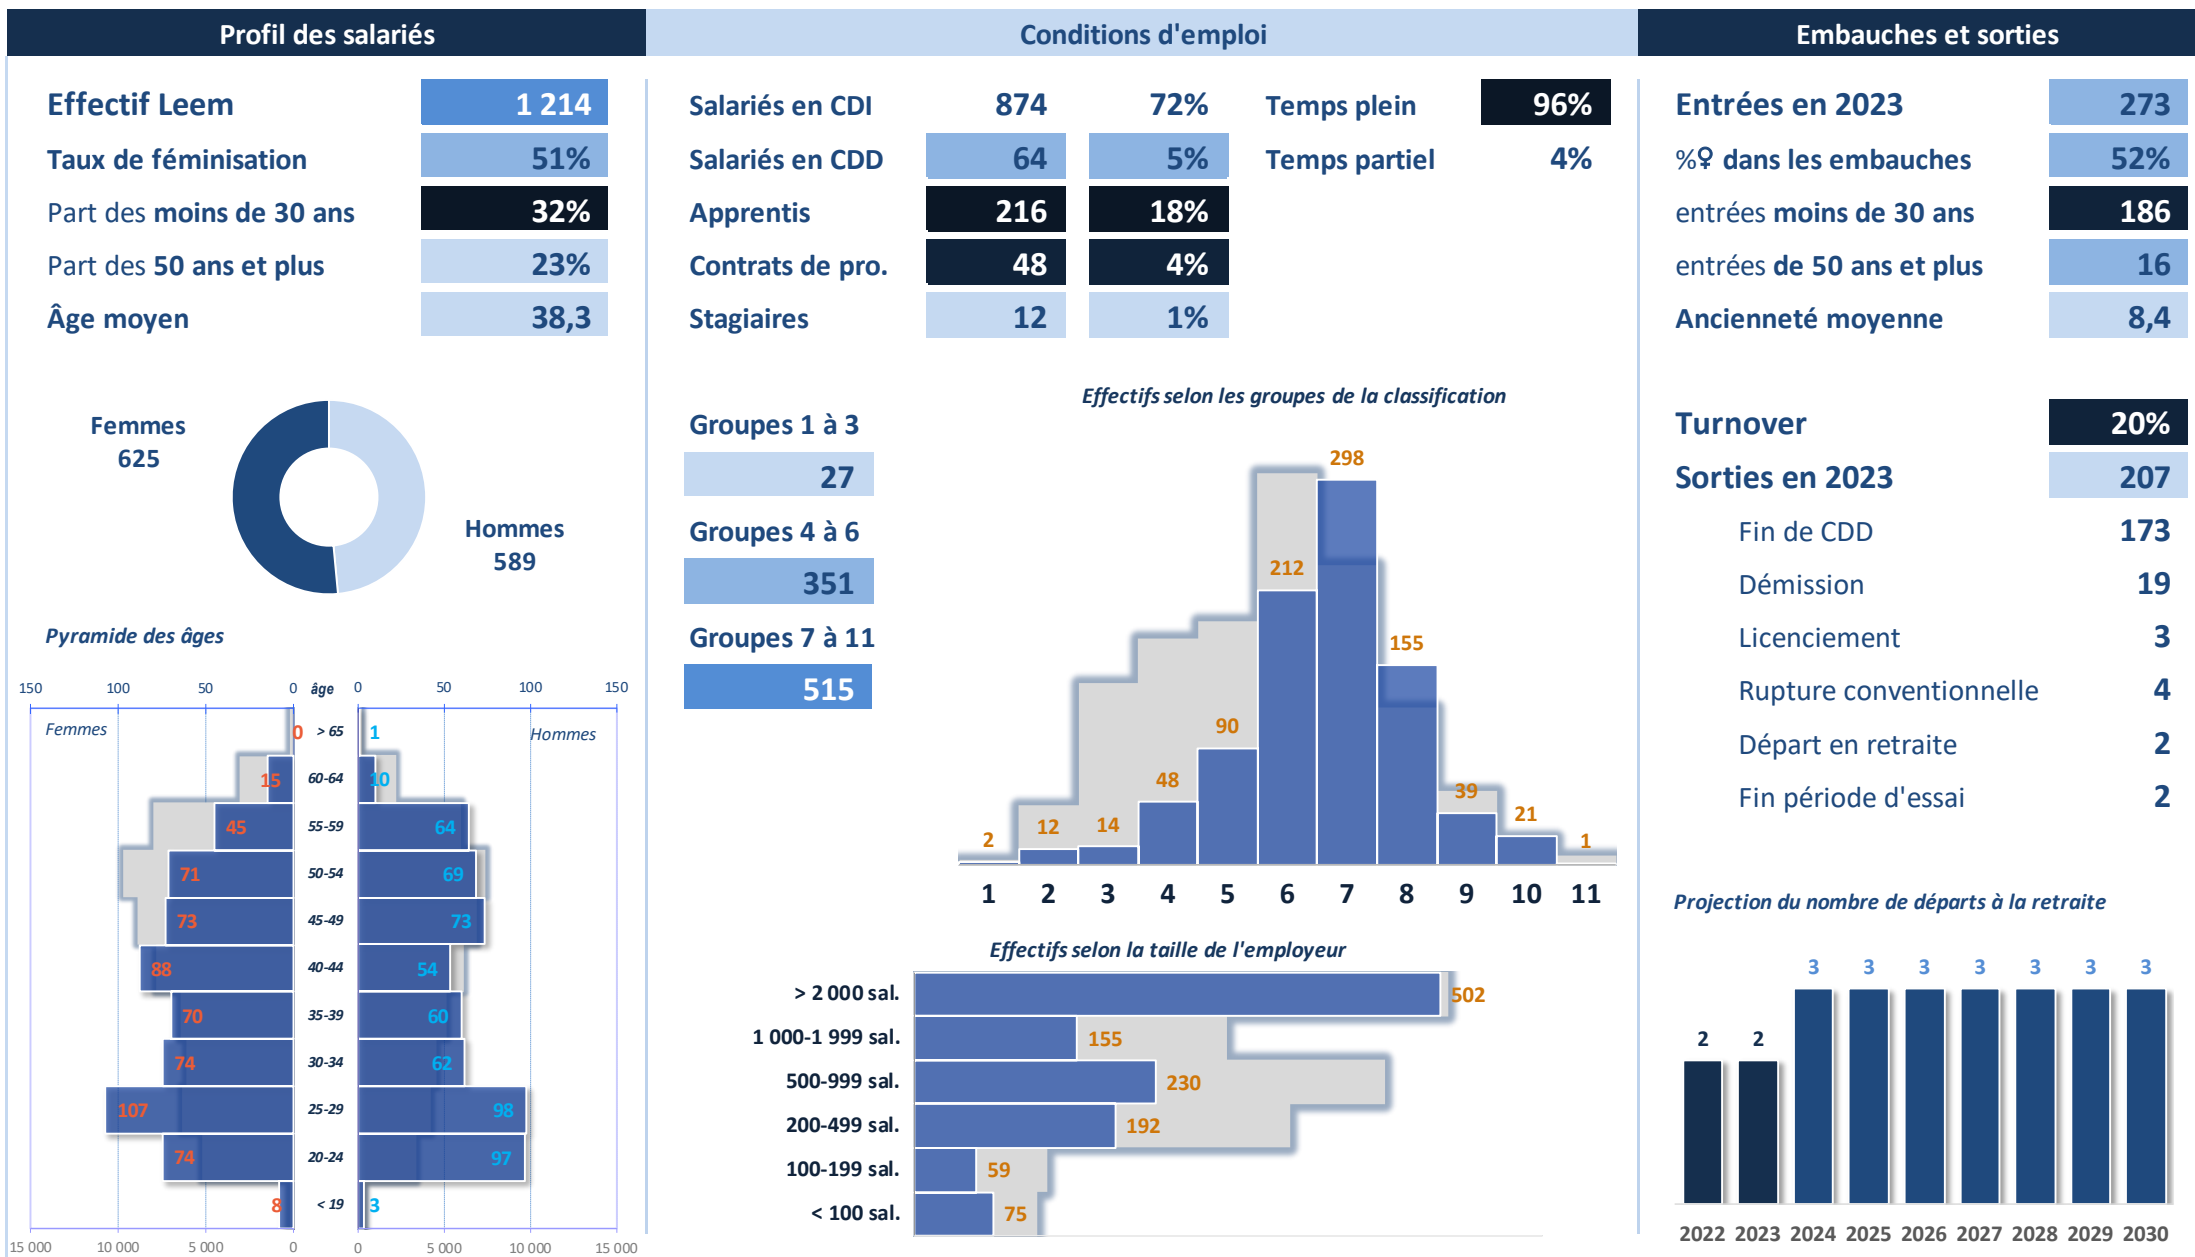 Profil des salariés
Effectif Leem 1 214
Taux de féminisation 51%
Part des moins de 30 ans 32%
Part des 50 ans et plus 23%
Âge moyen 38,3
Femmes
625
Hommes
589
Pyramide des âges
150 100 50 0 âge 0 50 100 150
Femmes 0 > 65 1 Hommes
15 60-64 10
45 55-59 64
71 50-54 69
73 45-49 73
88 40-44 54
70 35-39 60
74 30-34 62
107 25-29 98
74 20-24 97
8 < 19 3
15 000 10 000 5 000 0 0 5 000 10 000 15 000
Conditions d'emploi
Salariés en CDI 874 72% Temps plein 96%
Salariés en CDD 64 5% Temps partiel 4%
Apprentis 216 18%
Contrats de pro. 48 4%
Stagiaires 12 1%
Groupes 1 à 3
27
Groupes 4 à 6
351
Groupes 7 à 11
515
Effectifs selon les groupes de la classification
2 12 14 48 90 212 298 155 39 21 1
1 2 3 4 5 6 7 8 9 10 11
Effectifs selon la taille de l'employeur
> 2 000 sal. 502
1 000-1 999 sal. 155
500-999 sal. 230
200-499 sal. 192
100-199 sal. 59
< 100 sal. 75
Embauches et sorties
Entrées en 2023 273
%♀ dans les embauches 52%
entrées moins de 30 ans 186
entrées de 50 ans et plus 16
Ancienneté moyenne 8,4
Turnover 20%
Sorties en 2023 207
Fin de CDD 173
Démission 19
Licenciement 3
Rupture conventionnelle 4
Départ en retraite 2
Fin période d'essai 2
Projection du nombre de départs à la retraite
2 2 3 3 3 3 3 3 3
2022 2023 2024 2025 2026 2027 2028 2029 2030